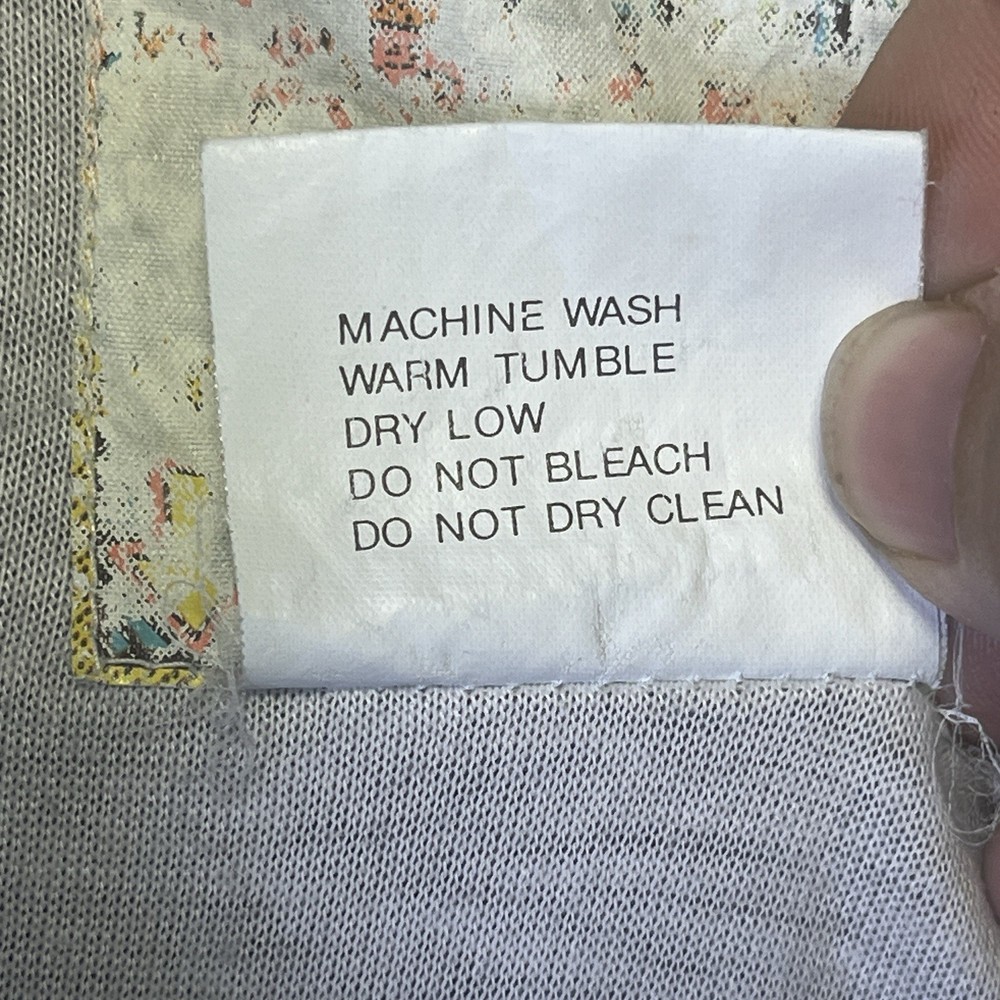 MACHINE WASH
WARM TUMBLE
DRY LOW
DO NOT BLEACH
DO NOT DRY CLEAN